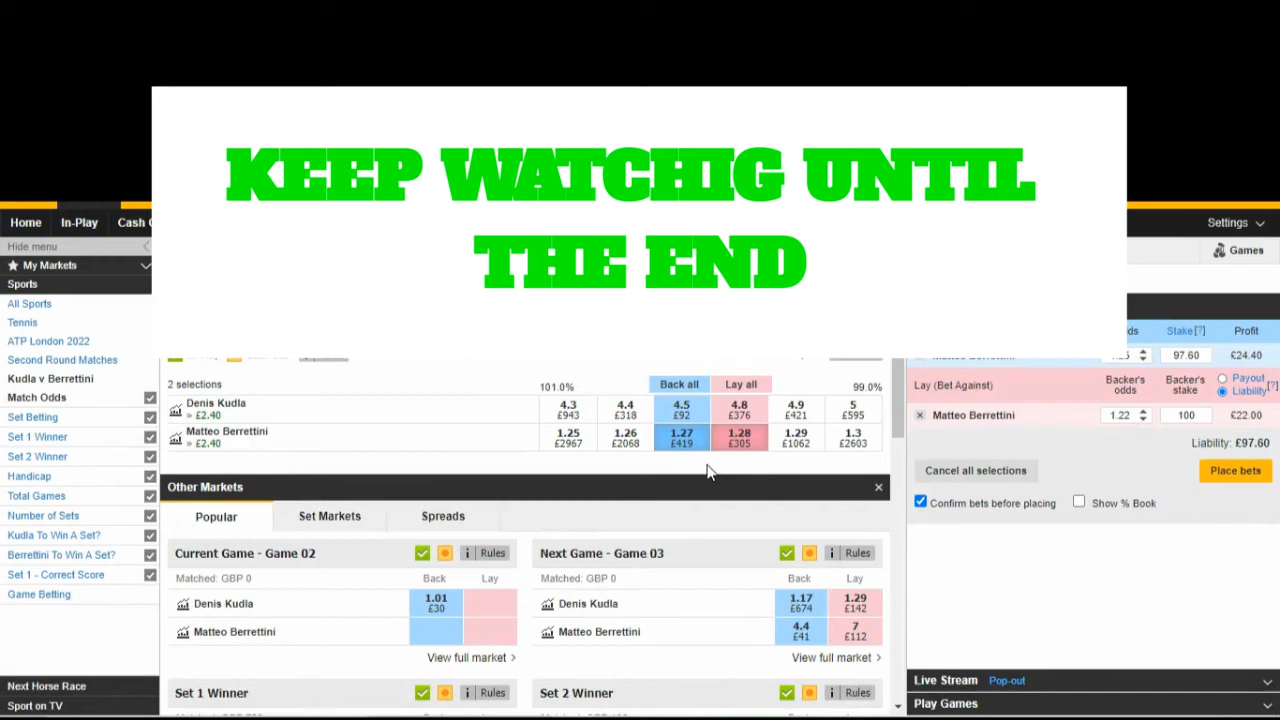 KEEP WATCHIG UNTIL
THE END
Home In-Play Cash
Settings
Hide menu
Games
My Markets
Sports
All Sports
Tennis
ATP London 2022
Second Round Matches
Kudla v Berrettini
Match Odds
Set Betting
Set 1 Winner
Set 2 Winner
Handicap
Total Games
Number of Sets
Kudla To Win A Set?
Berrettini To Win A Set?
Set 1 - Correct Score
Game Betting
Next Horse Race
Sport on TV
2 selections 101.0% Back all Lay all 99.0%
Denis Kudla 4.3 4.4 4.5 4.8 4.9 5
» £2.40 £943 £318 £92 £376 £421 £595
Matteo Berrettini 1.25 1.26 1.27 1.28 1.29 1.3
» £2.40 £2967 £2068 £419 £305 £1062 £2603
Other Markets
Popular Set Markets Spreads
Current Game - Game 02 i Rules
Matched: GBP 0 Back Lay
Denis Kudla 1.01
£30
Matteo Berrettini
View full market
Next Game - Game 03 i Rules
Matched: GBP 0 Back Lay
Denis Kudla 1.17 1.29
£674 £142
Matteo Berrettini 4.4 7
£41 £112
View full market
Set 1 Winner i Rules
Set 2 Winner i Rules
Stake[?] Profit
97.60 £24.40
Lay (Bet Against) Backer's odds Backer's stake Payout Liability [?]
Matteo Berrettini 1.22 100 £22.00
Liability: £97.60
Cancel all selections Place bets
Confirm bets before placing Show % Book
Live Stream Pop-out
Play Games